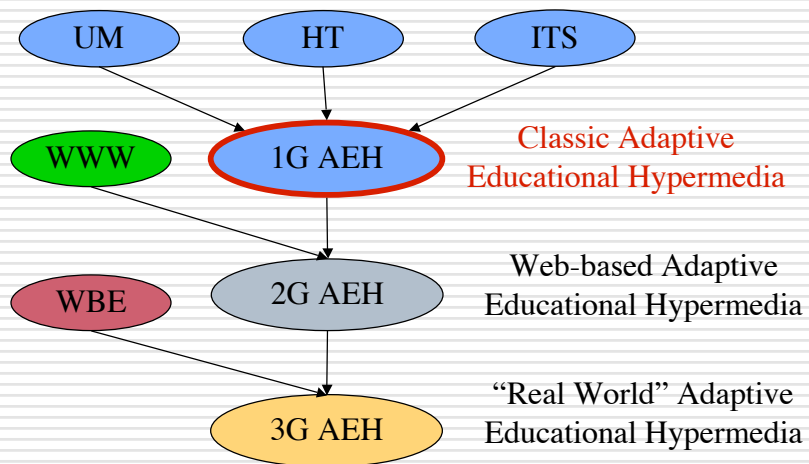 UM
HT
ITS
WWW
1G AEH
Classic Adaptive
Educational Hypermedia
WBE
2G AEH
Web-based Adaptive
Educational Hypermedia
3G AEH
“Real World” Adaptive
Educational Hypermedia